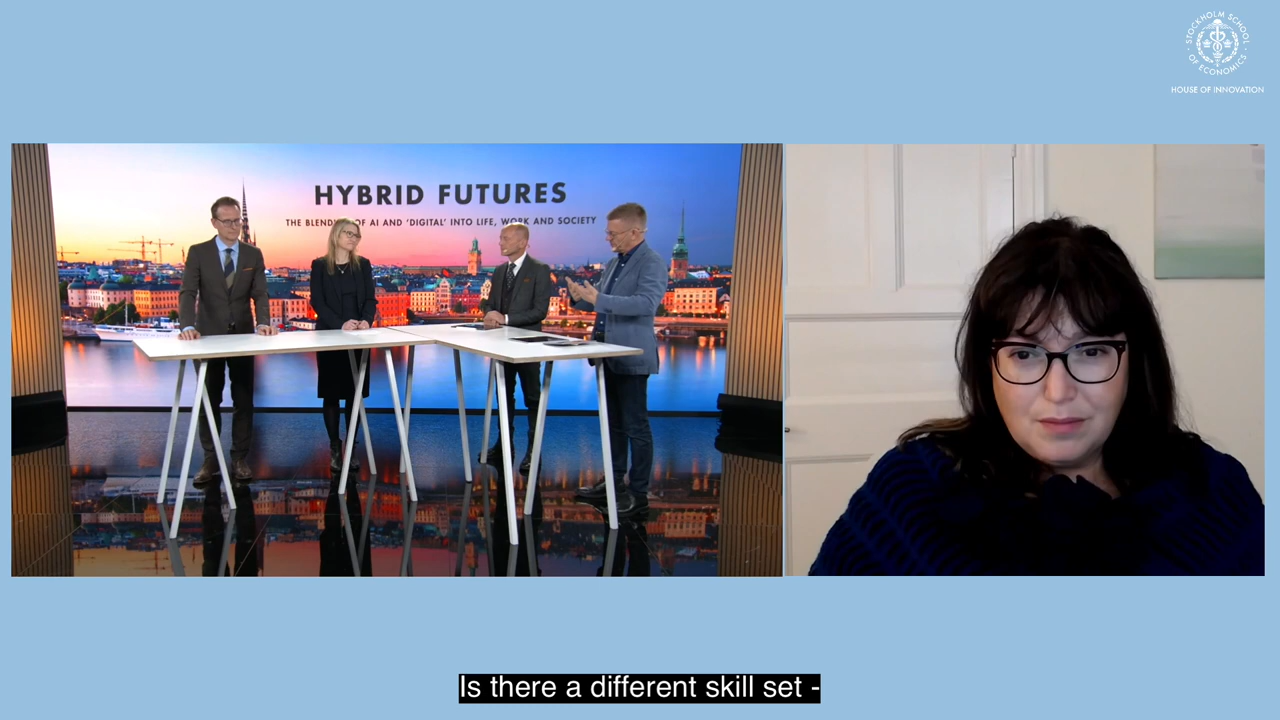 STOCKHOLM SCHOOL
OF ECONOMICS
HOUSE OF INNOVATION
HYBRID FUTURES
THE BLENDING OF AI AND 'DIGITAL' INTO LIFE, WORK AND SOCIETY
Is there a different skill set -